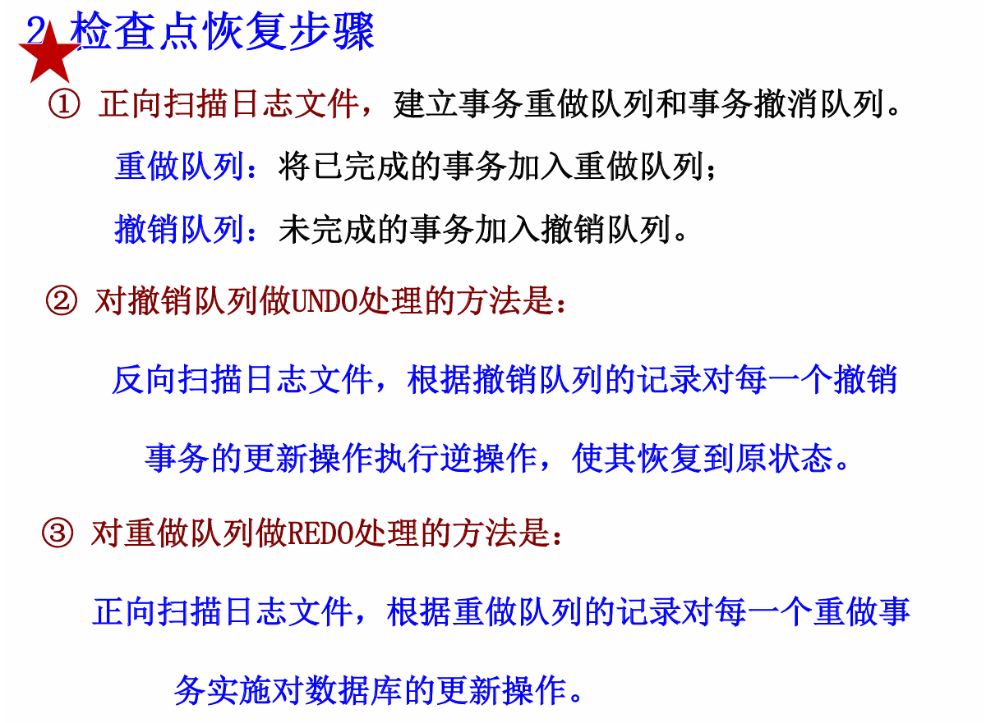 2 检查点恢复步骤
① 正向扫描日志文件，建立事务重做队列和事务撤消队列。
重做队列：将已完成的事务加入重做队列；
撤销队列：未完成的事务加入撤销队列。
② 对撤销队列做UNDO处理的方法是：
反向扫描日志文件，根据撤销队列的记录对每一个撤销
事务的更新操作执行逆操作，使其恢复到原状态。
③ 对重做队列做REDO处理的方法是：
正向扫描日志文件，根据重做队列的记录对每一个重做事
务实施对数据库的更新操作。